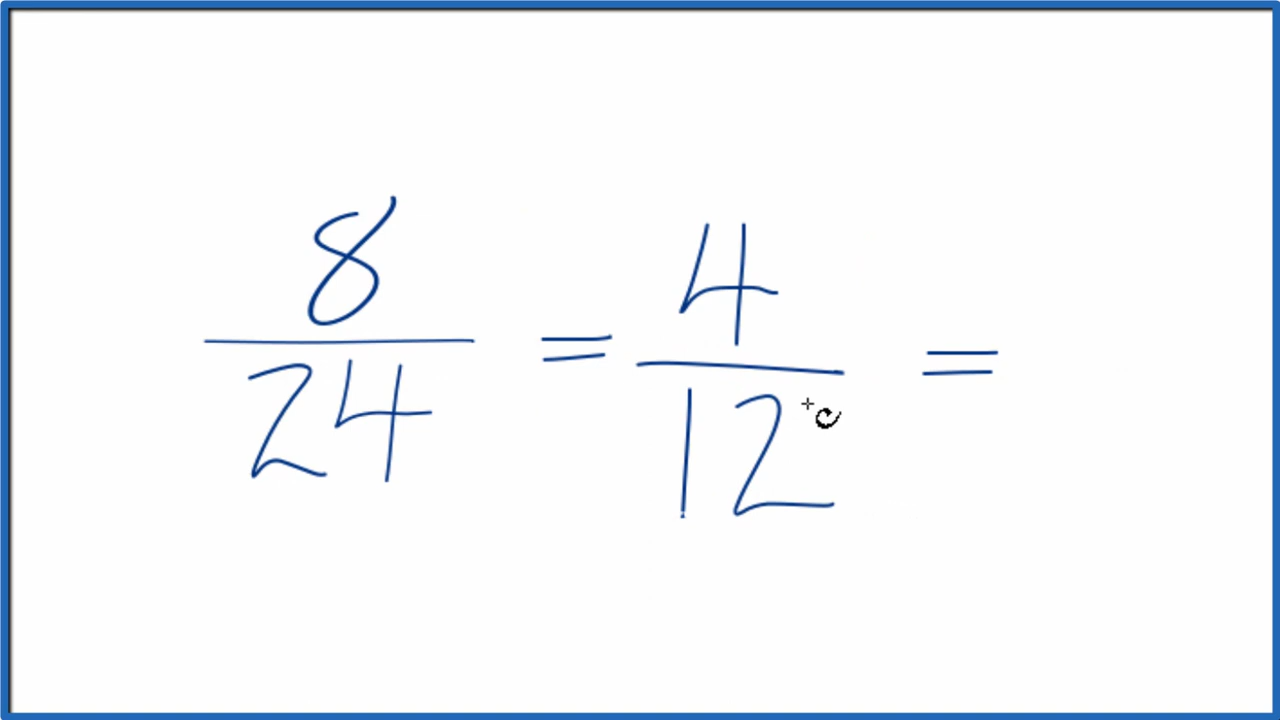 8/24 = 4/12 =